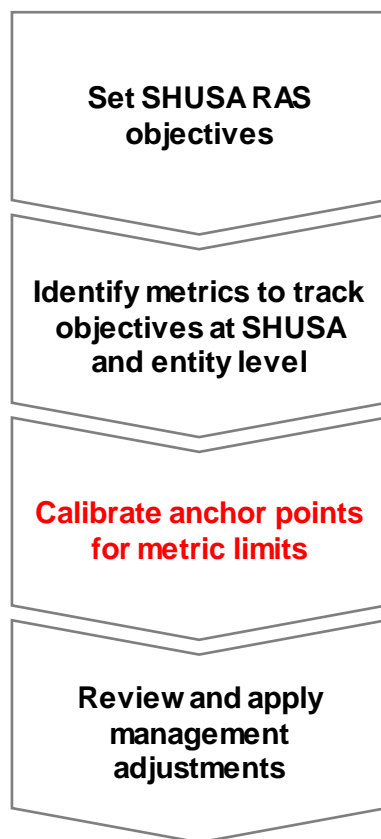 Set SHUSA RAS
objectives
Identify metrics to track
objectives at SHUSA
and entity level
Calibrate anchor points
for metric limits
Review and apply
management
adjustments